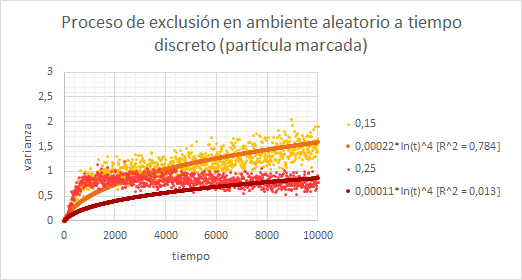 Proceso de exclusión en ambiente aleatorio a tiempo
discreto (partícula marcada)
3
2,5
2
1,5
1
0,5
0
varianza
0 2000 4000 6000 8000 10000
tiempo
0,15
0,00022*ln(t)^4 [R^2 = 0,784]
0,25
0,00011*ln(t)^4 [R^2 = 0,013]